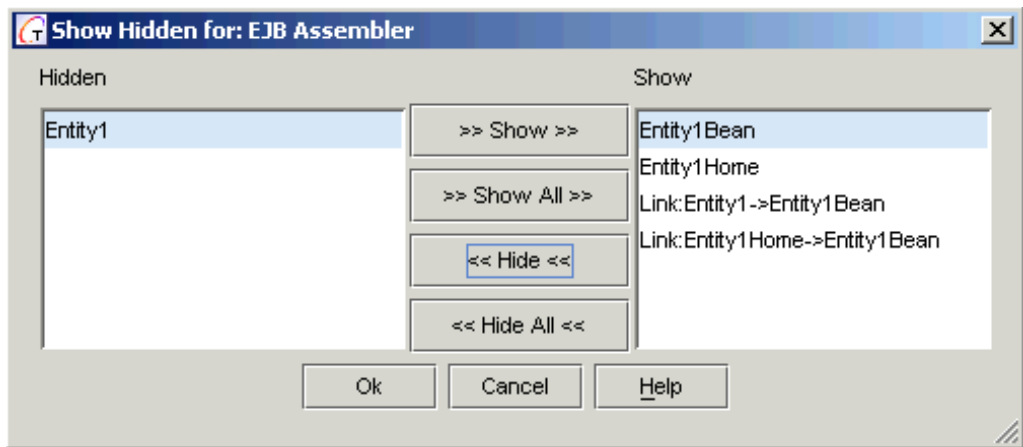 Show Hidden for: EJB Assembler
Hidden
Show
Entity1
>> Show >>
>> Show All >>
<< Hide <<
<< Hide All <<
Entity1Bean
Entity1Home
Link:Entity1->Entity1Bean
Link:Entity1Home->Entity1Bean
Ok
Cancel
Help